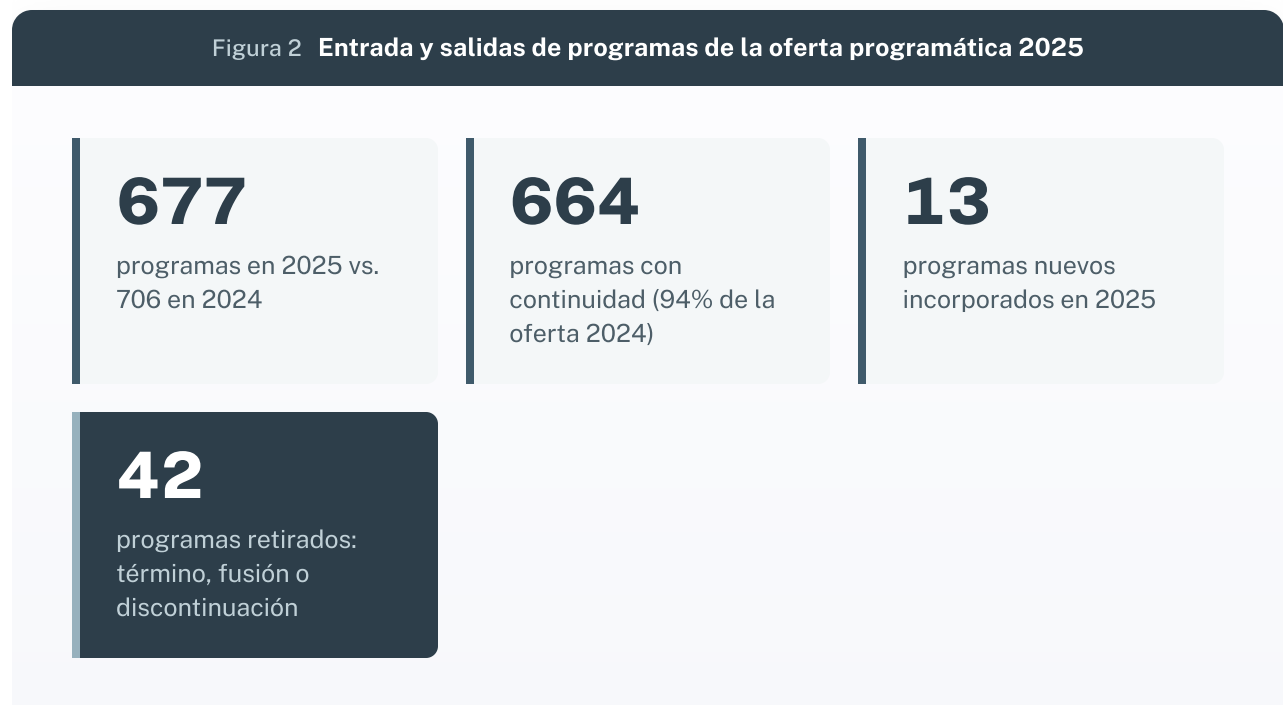 Figura 2 Entrada y salidas de programas de la oferta programática 2025
677
programas en 2025 vs.
706 en 2024
664
programas con
continuidad (94% de la
oferta 2024)
13
programas nuevos
incorporados en 2025
42
programas retirados:
término, fusión o
discontinuación